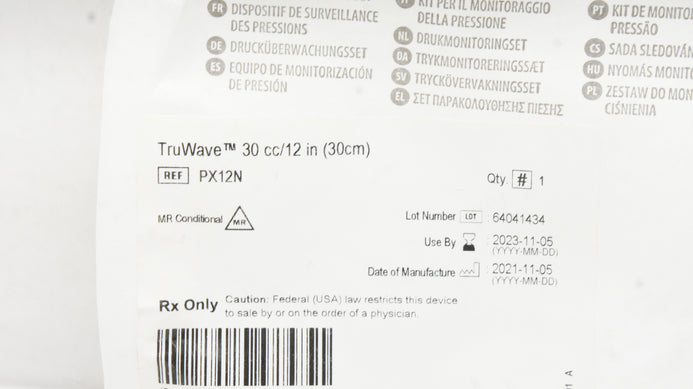 FR DISPOSITIF DE SURVEILLANCE
DES PRESSIONS
DE DRUCKÜBERWACHUNGSSET
ES EQUIPO DE MONITORIZACIÓN
DE PRESIÓN
IT KIT PER IL MONITORAGGIO
DELLA PRESSIONE
NL DRUKMONITORINGSET
DA TRYKMONITORERINGSSÆT
SV TRYCKÖVERVAKNINGSSET
EL ΣΕΤ ΠΑΡΑΚΟΛΟΥΘΗΣΗΣ ΠΙΕΣΗΣ
PT KIT DE MONITO
PRESSÃO
CS SADA SLEDOVÁN
HU NYOMÁS MONIT
PL ZESTAW DO MON
CIŚNIENIA
TruWave™ 30 cc/12 in (30cm)
REF PX12N
Qty. # 1
MR Conditional MR
Lot Number LOT : 64041434
Use By : 2023-11-05
(YYYY-MM-DD)
Date of Manufacture : 2021-11-05
(YYYY-MM-DD)
Rx Only Caution: Federal (USA) law restricts this device
to sale by or on the order of a physician.